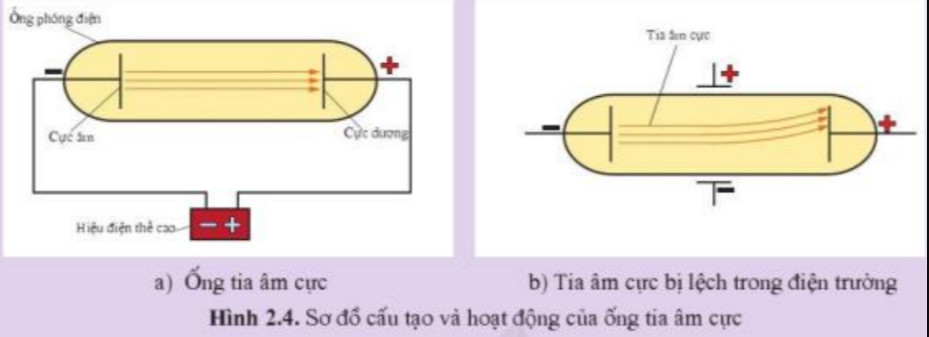 Ống phóng điện
-
+
Cực âm
Cực dương
Hiệu điện thế cao
- +
a) Ống tia âm cực
Tia âm cực
+
-
+
-
b) Tia âm cực bị lệch trong điện trường
Hình 2.4. Sơ đồ cấu tạo và hoạt động của ống tia âm cực